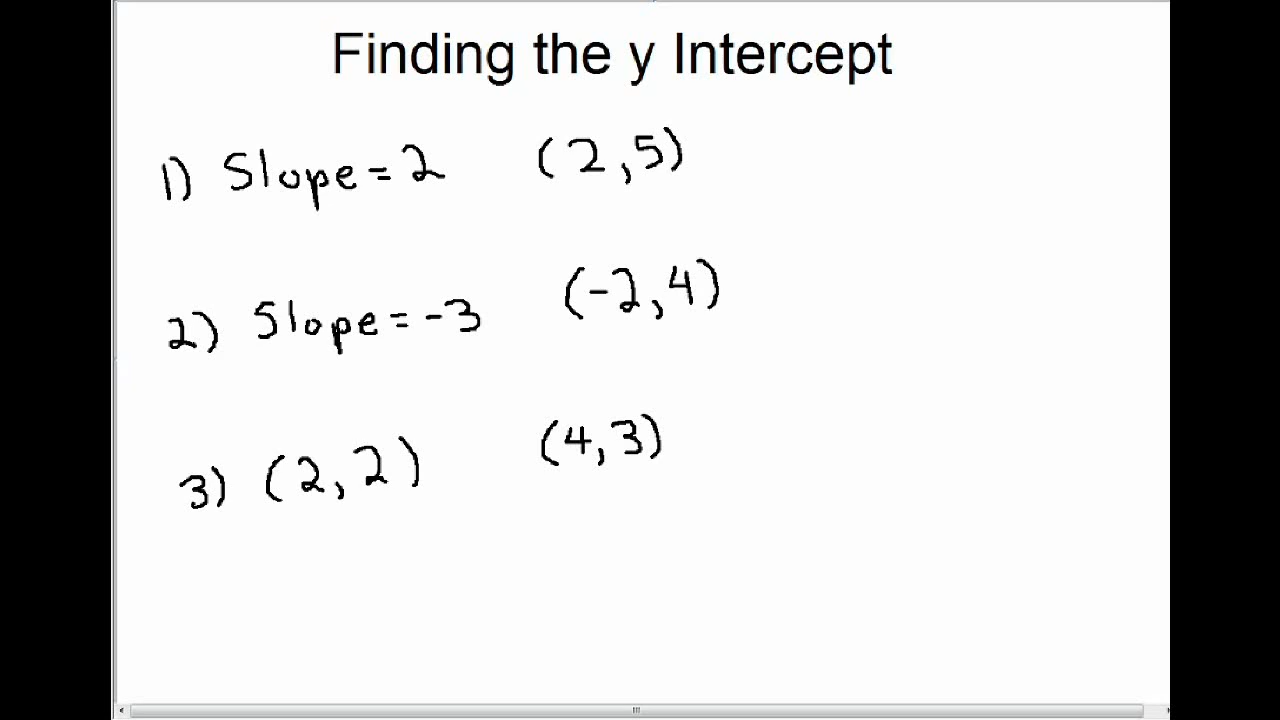 Finding the y Intercept
1) Slope = 2 (2,5)
2) Slope = -3 (-2,4)
3) (2,2) (4,3)